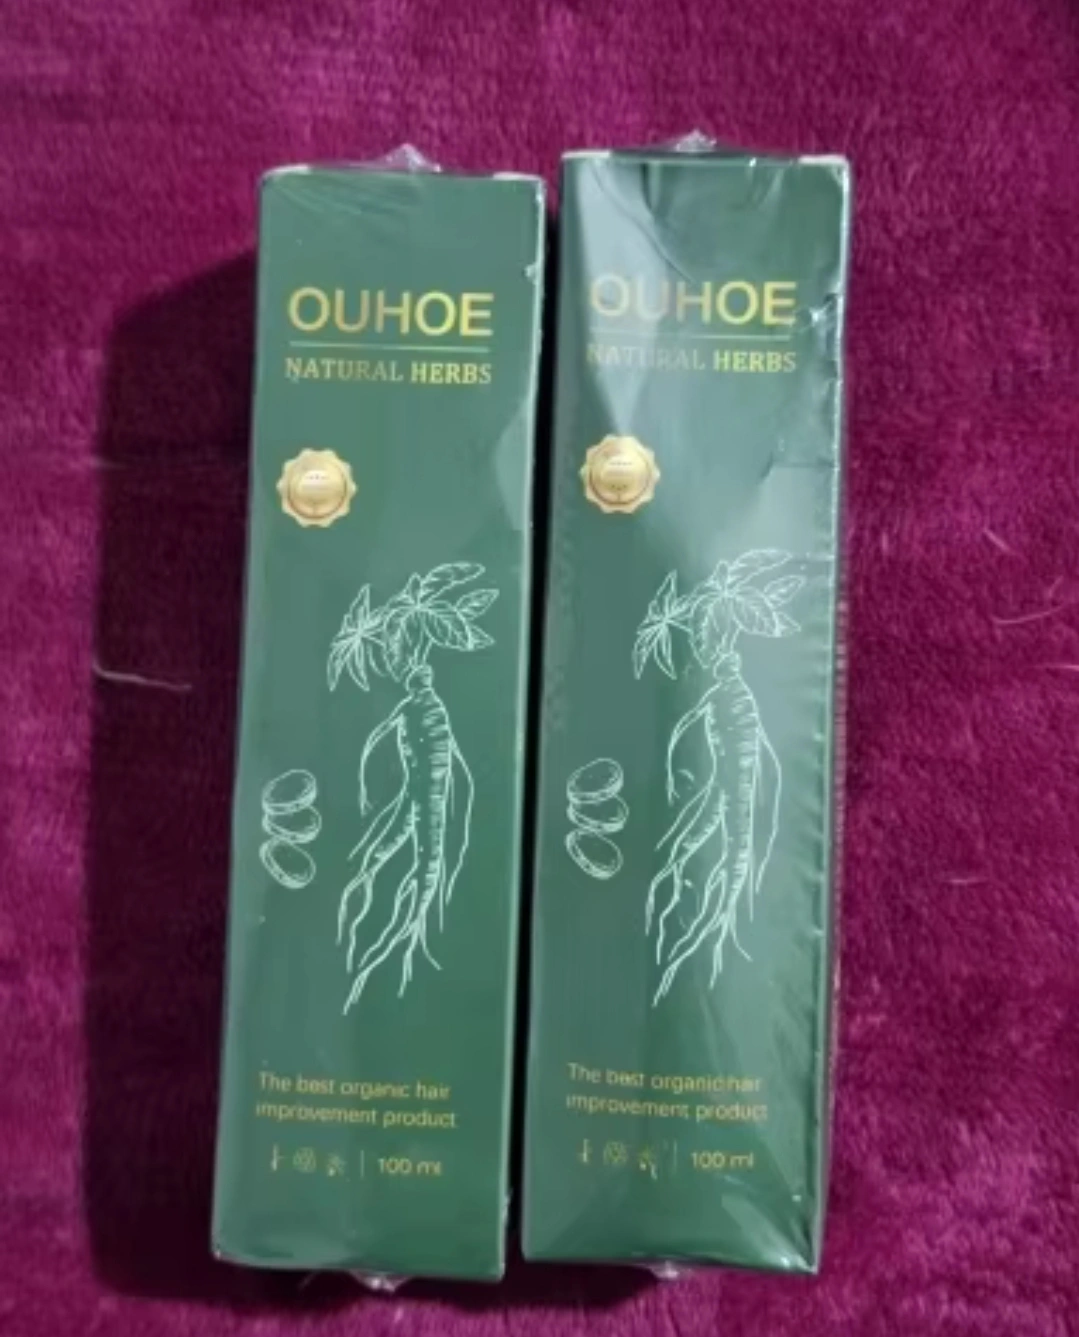 OUHOE
NATURAL HERBS
The best organic hair
improvement product
100 ml
OUHOE
NATURAL HERBS
The best organic hair
improvement product
100 ml